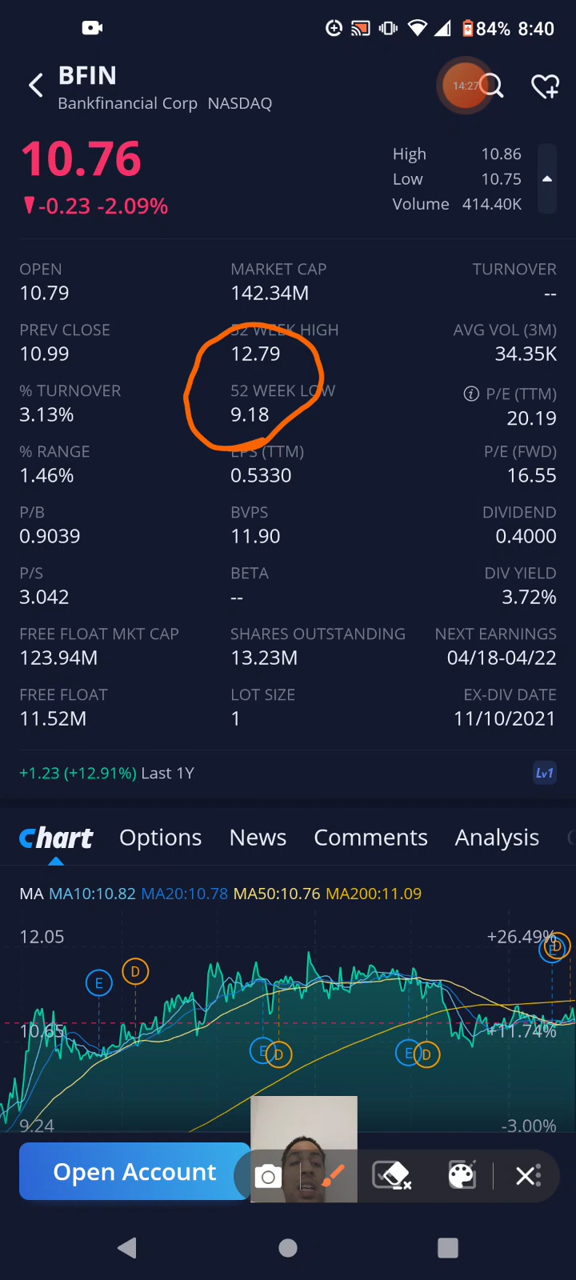 84% 8:40
BFIN
Bankfinancial Corp NASDAQ
14:27
10.76
-0.23 -2.09%
High 10.86
Low 10.75
Volume 414.40K
OPEN MARKET CAP TURNOVER
10.79 142.34M --
PREV CLOSE 52 WEEK HIGH AVG VOL (3M)
10.99 12.79 34.35K
% TURNOVER 52 WEEK LOW P/E (TTM)
3.13% 9.18 20.19
% RANGE EPS (TTM) P/E (FWD)
1.46% 0.5330 16.55
P/B BVPS DIVIDEND
0.9039 11.90 0.4000
P/S BETA DIV YIELD
3.042 -- 3.72%
FREE FLOAT MKT CAP SHARES OUTSTANDING NEXT EARNINGS
123.94M 13.23M 04/18-04/22
FREE FLOAT LOT SIZE EX-DIV DATE
11.52M 1 11/10/2021
+1.23 (+12.91%) Last 1Y Lv1
Chart Options News Comments Analysis
MA MA10:10.82 MA20:10.78 MA50:10.76 MA200:11.09
12.05 +26.49%
E D E D
10.65 +11.74%
E D E D
9.24 -3.00%
Open Account